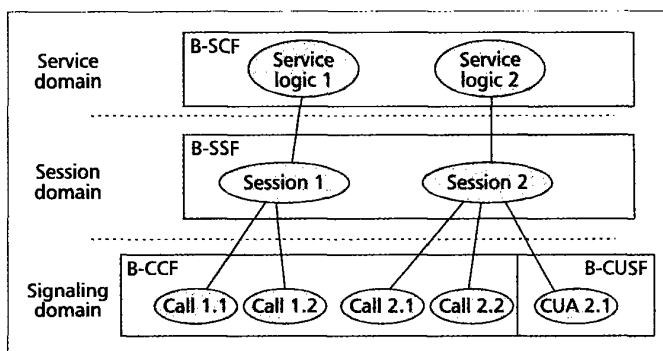 B-SCF
Service domain
Service logic 1
Service logic 2
B-SSF
Session domain
Session 1
Session 2
B-CCF
B-CUSF
Signaling domain
Call 1.1
Call 1.2
Call 2.1
Call 2.2
CUA 2.1